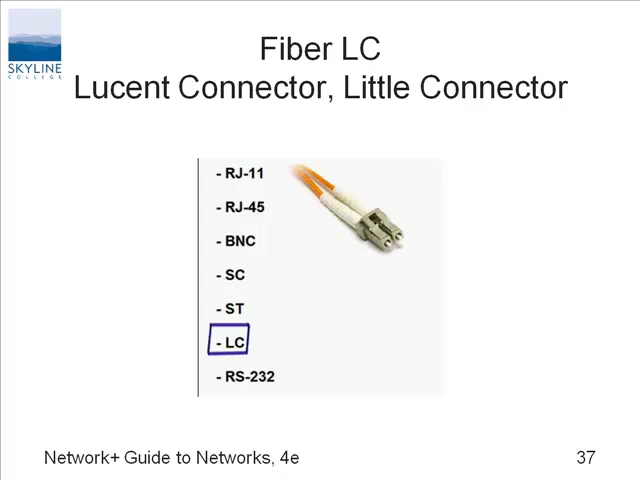 SKYLINE
COLLEGE
Fiber LC
Lucent Connector, Little Connector
- RJ-11
- RJ-45
- BNC
- SC
- ST
- LC
- RS-232
Network+ Guide to Networks, 4e
37